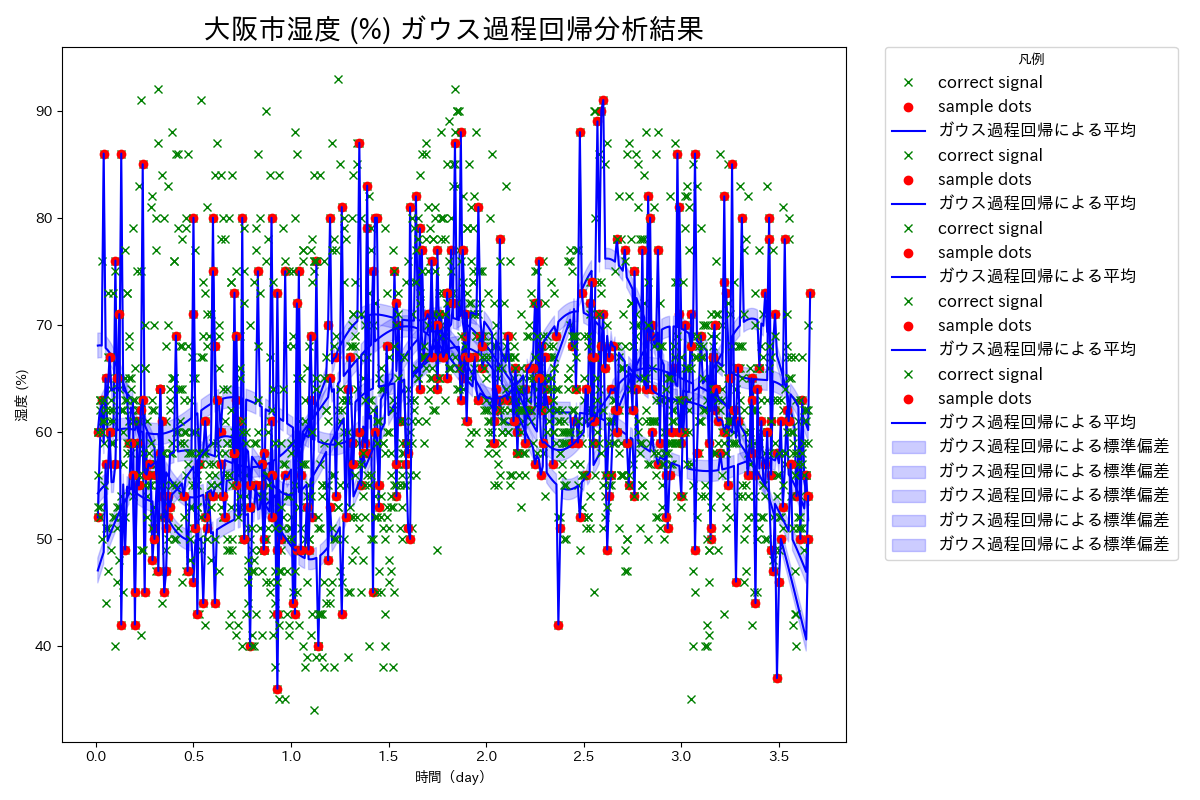 大阪市湿度 (%) ガウス過程回帰分析結果
湿度 (%)
90
80
70
60
50
40
0.0
0.5
1.0
1.5
2.0
2.5
3.0
3.5
時間（day）
凡例
correct signal
sample dots
ガウス過程回帰による平均
correct signal
sample dots
ガウス過程回帰による平均
correct signal
sample dots
ガウス過程回帰による平均
correct signal
sample dots
ガウス過程回帰による平均
correct signal
sample dots
ガウス過程回帰による平均
ガウス過程回帰による標準偏差
ガウス過程回帰による標準偏差
ガウス過程回帰による標準偏差
ガウス過程回帰による標準偏差
ガウス過程回帰による標準偏差